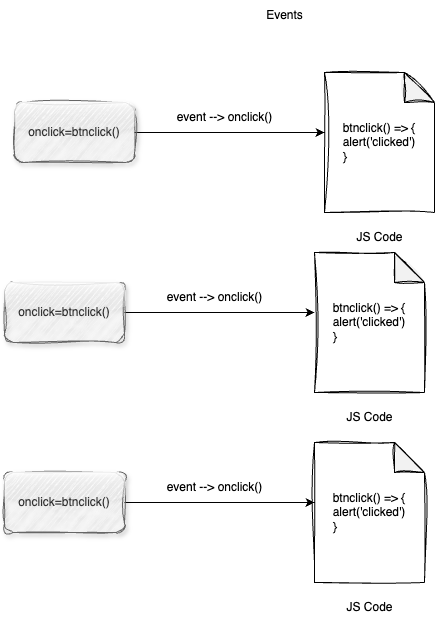 Events
event --> onclick()
onclick=btnclick()
btnclick() => {
alert('clicked')
}
JS Code
event --> onclick()
onclick=btnclick()
btnclick() => {
alert('clicked')
}
JS Code
event --> onclick()
onclick=btnclick()
btnclick() => {
alert('clicked')
}
JS Code